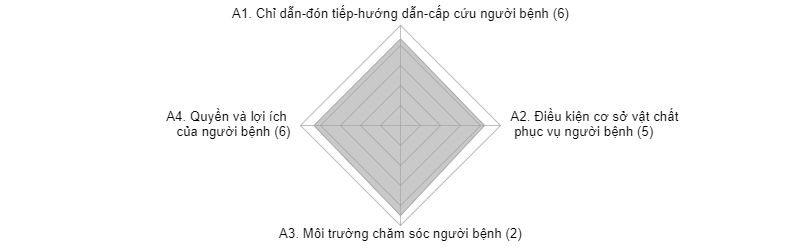 A1. Chỉ dẫn-đón tiếp-hướng dẫn-cấp cứu người bệnh (6)
A4. Quyền và lợi ích
của người bệnh (6)
A2. Điều kiện cơ sở vật chất
phục vụ người bệnh (5)
A3. Môi trường chăm sóc người bệnh (2)